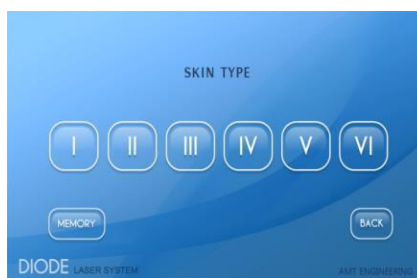 SKIN TYPE
I II III IV V VI
MEMORY BACK
DIODE LASER SYSTEM AMT ENGINEERING